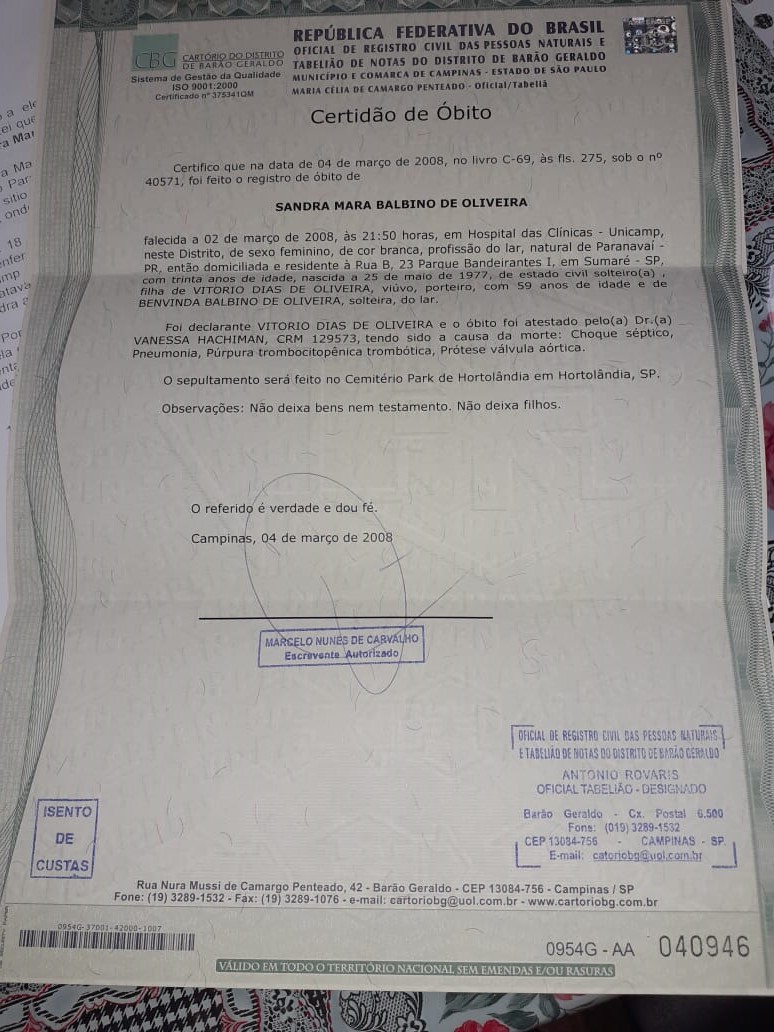 REPÚBLICA FEDERATIVA DO BRASIL
OFICIAL DE REGISTRO CIVIL DAS PESSOAS NATURAIS E
TABELIÃO DE NOTAS DO DISTRITO DE BARÃO GERALDO
MUNICÍPIO E COMARCA DE CAMPINAS - ESTADO DE SÃO PAULO
MARIA CÉLIA DE CAMARGO PENTEADO - Oficial/Tabeliã
CBG CARTÓRIO DO DISTRITO
DE BARÃO GERALDO
Sistema de Gestão da Qualidade
ISO 9001:2000
Certificado nº 375341QM
Certidão de Óbito
Certifico que na data de 04 de março de 2008, no livro C-69, às fls. 275, sob o nº
40571, foi feito o registro de óbito de
SANDRA MARA BALBINO DE OLIVEIRA
falecida a 02 de março de 2008, às 21:50 horas, em Hospital das Clínicas - Unicamp,
neste Distrito, de sexo feminino, de cor branca, profissão do lar, natural de Paranavaí -
PR, então domiciliada e residente à Rua B, 23 Parque Bandeirantes I, em Sumaré - SP,
com trinta anos de idade, nascida a 25 de maio de 1977, de estado civil solteiro(a) ,
filha de VITORIO DIAS DE OLIVEIRA, viúvo, porteiro, com 59 anos de idade e de
BENVINDA BALBINO DE OLIVEIRA, solteira, do lar.
Foi declarante VITORIO DIAS DE OLIVEIRA e o óbito foi atestado pelo(a) Dr.(a)
VANESSA HACHIMAN, CRM 129573, tendo sido a causa da morte: Choque séptico,
Pneumonia, Púrpura trombocitopênica trombótica, Prótese válvula aórtica.
O sepultamento será feito no Cemitério Park de Hortolândia em Hortolândia, SP.
Observações: Não deixa bens nem testamento. Não deixa filhos.
O referido é verdade e dou fé.
Campinas, 04 de março de 2008
MARCELO NUNES DE CARVALHO
Escrevente Autorizado
OFICIAL DE REGISTRO CIVIL DAS PESSOAS NATURAIS
E TABELIÃO DE NOTAS DO DISTRITO DE BARÃO GERALDO
ANTONIO ROVARIS
OFICIAL TABELIÃO - DESIGNADO
Barão Geraldo - Cx. Postal 6.500
Fone: (019) 3289-1532
CEP 13084-756 - CAMPINAS - SP.
E-mail: catoriobg@uol.com.br
ISENTO
DE
CUSTAS
Rua Nura Mussi de Camargo Penteado, 42 - Barão Geraldo - CEP 13084-756 - Campinas / SP
Fone: (19) 3289-1532 - Fax: (19) 3289-1076 - e-mail: cartoriobg@uol.com.br - www.cartoriobg.com.br
0954G-37001-42000-1007
0954G - AA 040946
VÁLIDO EM TODO O TERRITÓRIO NACIONAL SEM EMENDAS E/OU RASURAS